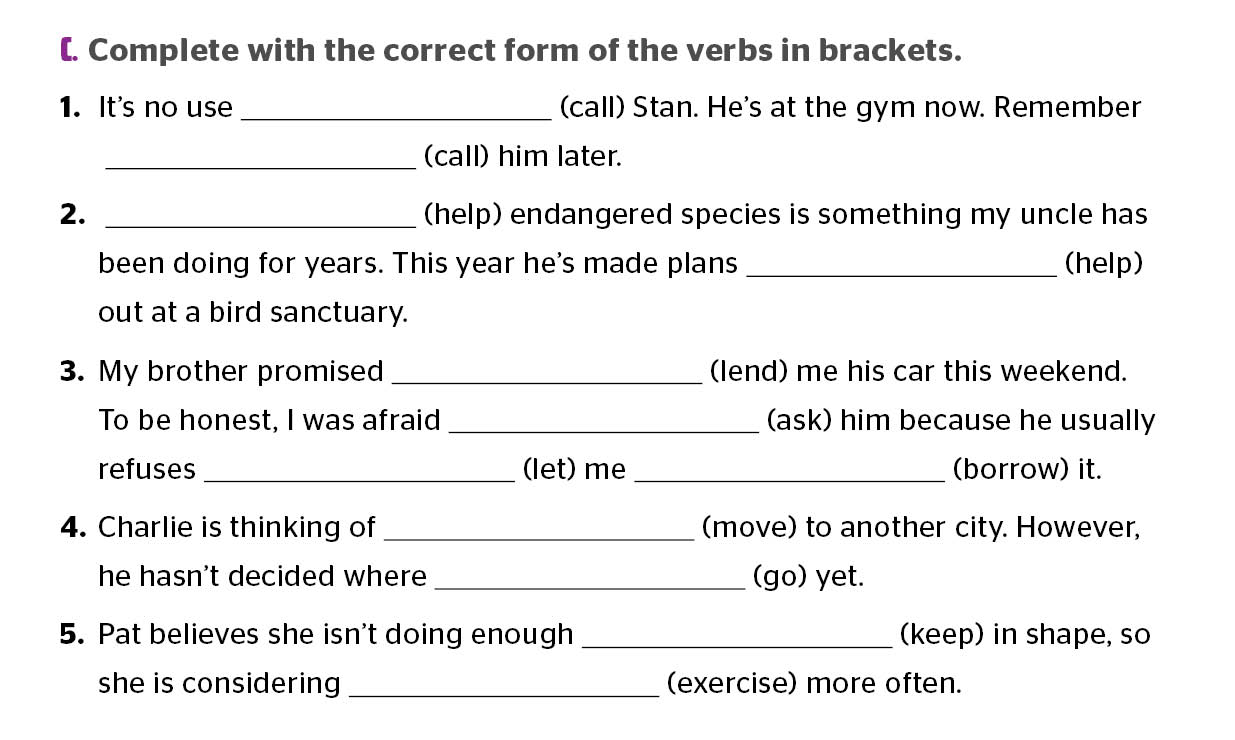 C. Complete with the correct form of the verbs in brackets.
1. It’s no use ____________________ (call) Stan. He’s at the gym now. Remember
____________________ (call) him later.
2. ____________________ (help) endangered species is something my uncle has
been doing for years. This year he’s made plans ____________________ (help)
out at a bird sanctuary.
3. My brother promised ____________________ (lend) me his car this weekend.
To be honest, I was afraid ____________________ (ask) him because he usually
refuses ____________________ (let) me ____________________ (borrow) it.
4. Charlie is thinking of ____________________ (move) to another city. However,
he hasn’t decided where ____________________ (go) yet.
5. Pat believes she isn’t doing enough ____________________ (keep) in shape, so
she is considering ____________________ (exercise) more often.